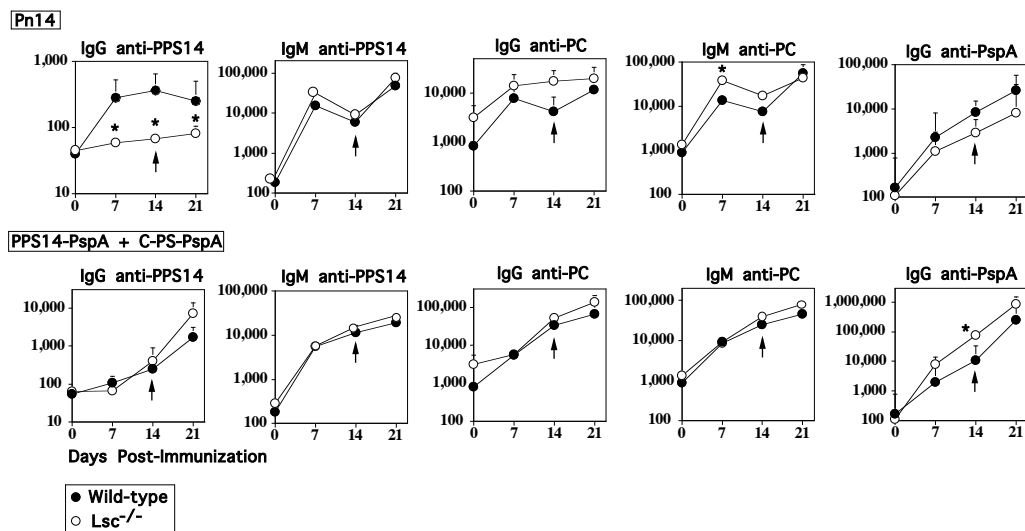 Pn14
IgG anti-PPS14
IgM anti-PPS14
IgG anti-PC
IgM anti-PC
IgG anti-PspA
1,000
100
10
0 7 14 21
* * *
100,000
10,000
1,000
100
0 7 14 21
10,000
1,000
100
0 7 14 21
*
100,000
10,000
1,000
100
0 7 14 21
100,000
10,000
1,000
100
0 7 14 21
PPS14-PspA + C-PS-PspA
IgG anti-PPS14
IgM anti-PPS14
IgG anti-PC
IgM anti-PC
IgG anti-PspA
10,000
1,000
100
10
0 7 14 21
100,000
10,000
1,000
100
0 7 14 21
100,000
10,000
1,000
100
0 7 14 21
100,000
10,000
1,000
100
0 7 14 21
*
1,000,000
100,000
10,000
1,000
100
0 7 14 21
Days Post-Immunization
Wild-type
Lsc-/-